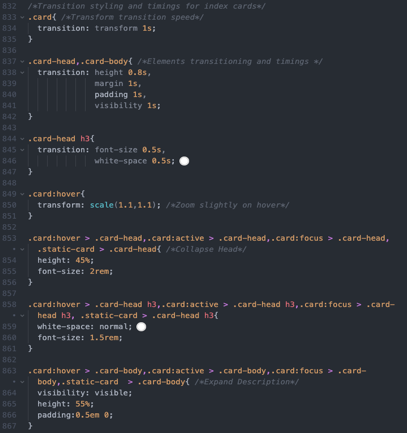 832 /*Transition styling and timings for index cards*/
833 .card{ /*Transform transition speed*/
834 transition: transform 1s;
835 }
836
837 .card-head,.card-body{ /*Elements transitioning and timings */
838 transition: height 0.8s,
839 margin 1s,
840 padding 1s,
841 visibility 1s;
842 }
843
844 .card-head h3{
845 transition: font-size 0.5s,
846 white-space 0.5s;
847 }
848
849 .card:hover{
850 transform: scale(1.1,1.1); /*Zoom slightly on hover*/
851 }
852
853 .card:hover > .card-head,.card:active > .card-head,.card:focus > .card-head,
.static-card > .card-head{ /*Collapse Head*/
854 height: 45%;
855 font-size: 2rem;
856 }
857
858 .card:hover > .card-head h3,.card:active > .card-head h3,.card:focus > .card-
head h3, .static-card > .card-head h3{
859 white-space: normal;
860 font-size: 1.5rem;
861 }
862
863 .card:hover > .card-body,.card:active > .card-body,.card:focus > .card-
body,.static-card > .card-body{ /*Expand Description*/
864 visibility: visible;
865 height: 55%;
866 padding:0.5em 0;
867 }